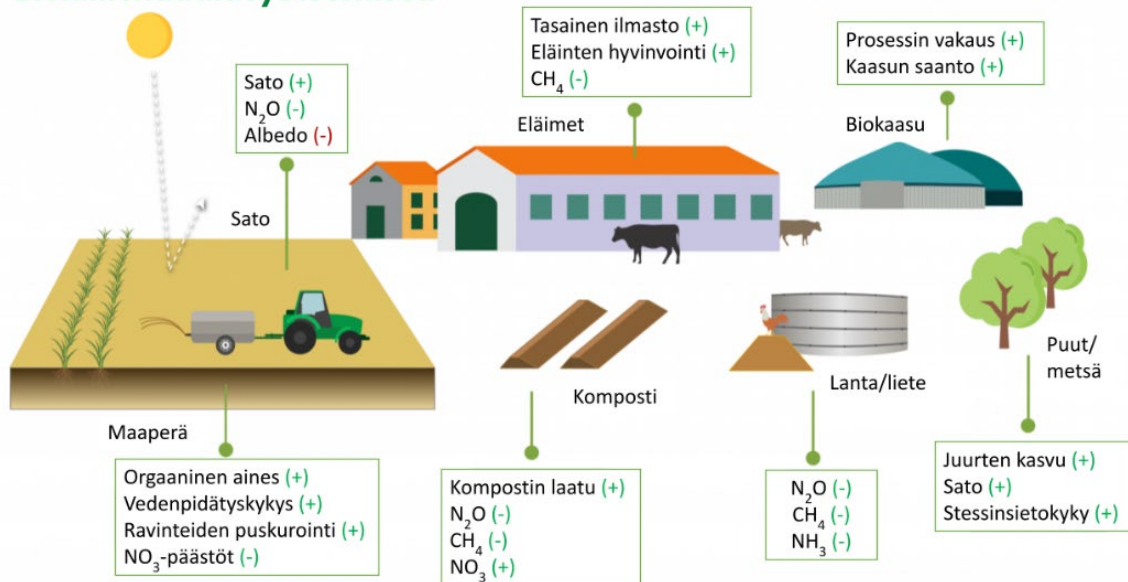 Sato (+)
N₂O (-)
Albedo (-)
Sato
Tasainen ilmasto (+)
Eläinten hyvinvointi (+)
CH₄ (-)
Eläimet
Prosessin vakaus (+)
Kaasun saanto (+)
Biokaasu
Maaperä
Orgaaninen aines (+)
Vedenpidätyskykys (+)
Ravinteiden puskurointi (+)
NO₃-päästöt (-)
Komposti
Kompostin laatu (+)
N₂O (-)
CH₄ (-)
NO₃ (+)
Lanta/liete
N₂O (-)
CH₄ (-)
NH₃ (-)
Puut/
metsä
Juurten kasvu (+)
Sato (+)
Stressinsietokyky (+)